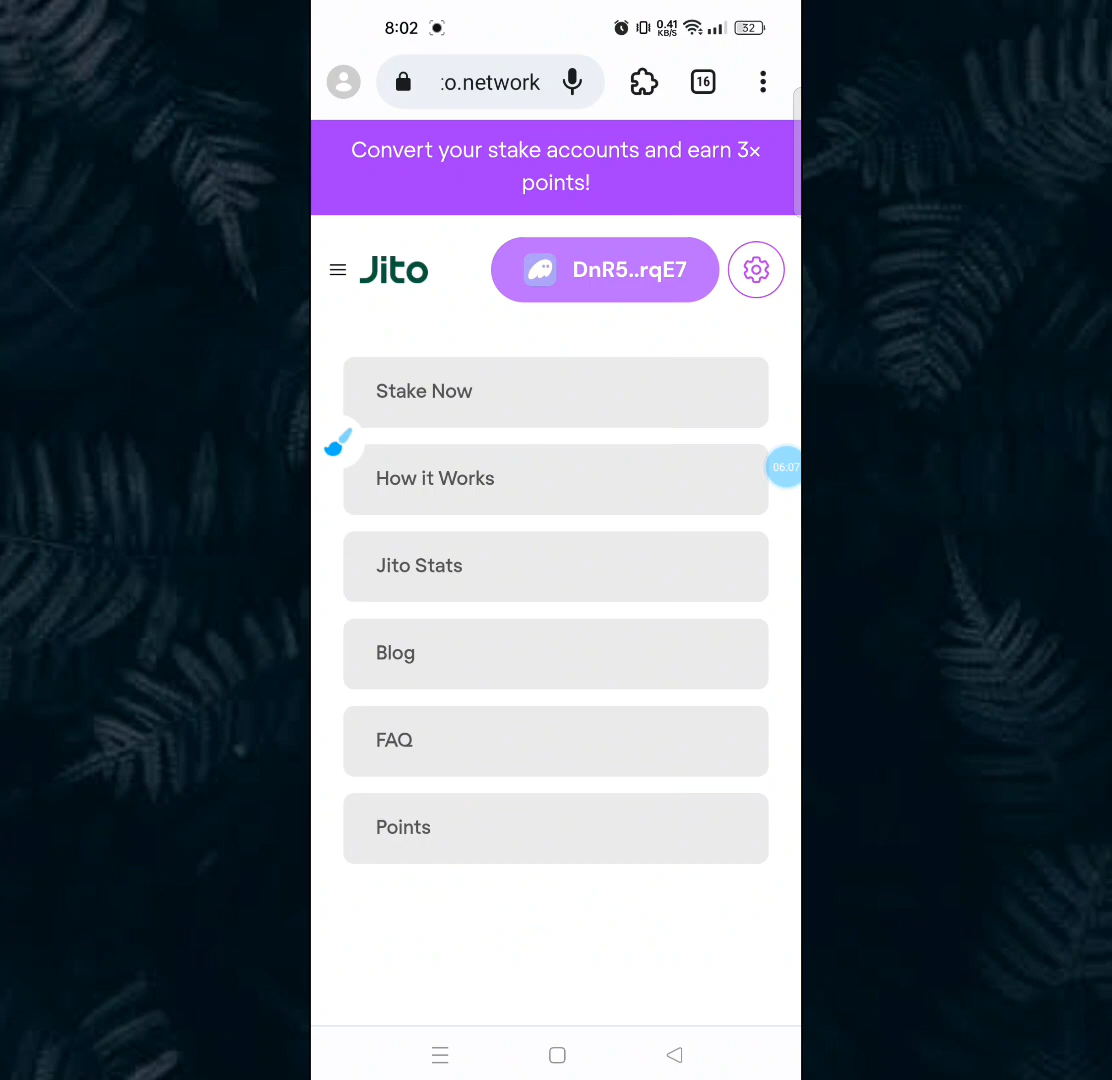 8:02 0.41 KB/S 32
:o.network 16
Convert your stake accounts and earn 3×
points!
Jito DnR5..rqE7
Stake Now
How it Works
06:07
Jito Stats
Blog
FAQ
Points